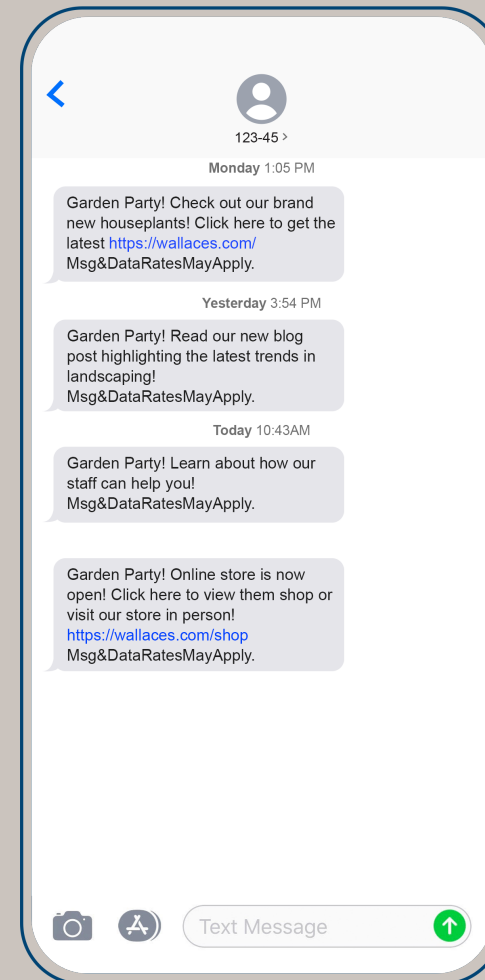 123-45 >
Monday 1:05 PM
Garden Party! Check out our brand
new houseplants! Click here to get the
latest https://wallaces.com/
Msg&DataRatesMayApply.
Yesterday 3:54 PM
Garden Party! Read our new blog
post highlighting the latest trends in
landscaping!
Msg&DataRatesMayApply.
Today 10:43AM
Garden Party! Learn about how our
staff can help you!
Msg&DataRatesMayApply.
Garden Party! Online store is now
open! Click here to view them shop or
visit our store in person!
https://wallaces.com/shop
Msg&DataRatesMayApply.
Text Message